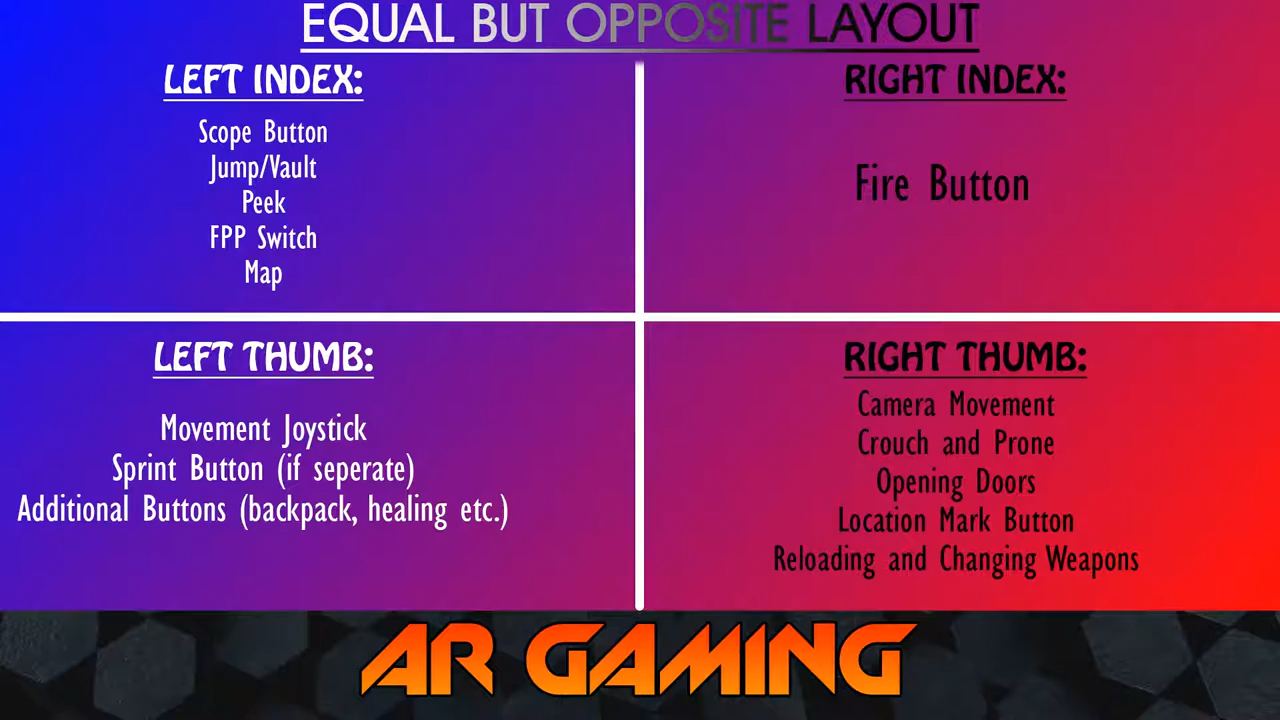 EQUAL BUT OPPOSITE LAYOUT
LEFT INDEX:
Scope Button
Jump/Vault
Peek
FPP Switch
Map
RIGHT INDEX:
Fire Button
LEFT THUMB:
Movement Joystick
Sprint Button (if seperate)
Additional Buttons (backpack, healing etc.)
RIGHT THUMB:
Camera Movement
Crouch and Prone
Opening Doors
Location Mark Button
Reloading and Changing Weapons
AR GAMING